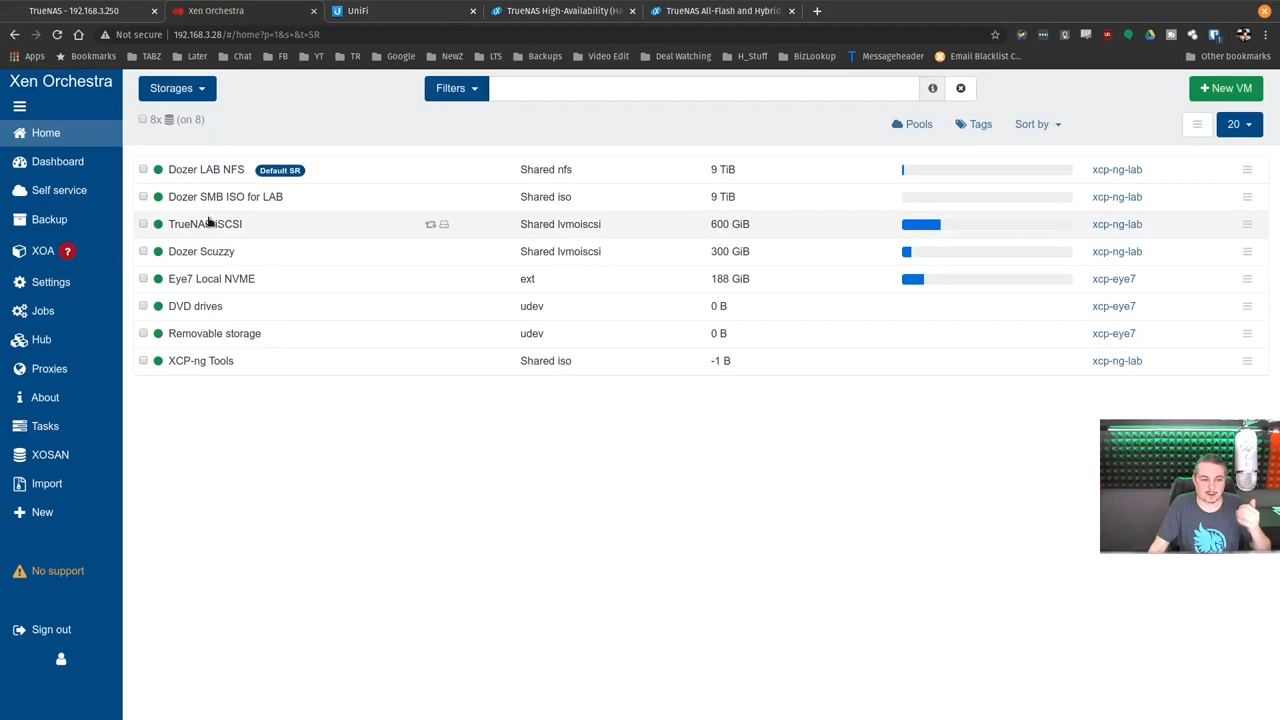 TrueNAS - 192.168.3.250
Xen Orchestra
UniFi
TrueNAS High-Availability (HA
TrueNAS All-Flash and Hybrid
Not secure
192.168.3.28/#/home?p=1&s=&t=SR
Apps
Bookmarks
TABZ
Later
Chat
FB
YT
TR
Google
NewZ
LTS
Backups
Video Edit
Deal Watching
H_Stuff
BizLookup
Messageheader
Email Blacklist C...
Other bookmarks
Xen Orchestra
Home
Dashboard
Self service
Backup
XOA ?
Settings
Jobs
Hub
Proxies
About
Tasks
XOSAN
Import
New
No support
Sign out
Storages
Filters
New VM
8x (on 8)
Pools
Tags
Sort by
20
Dozer LAB NFS Default SR Shared nfs 9 TiB xcp-ng-lab
Dozer SMB ISO for LAB Shared iso 9 TiB xcp-ng-lab
TrueNAS iSCSI Shared lvmoiscsi 600 GiB xcp-ng-lab
Dozer Scuzzy Shared lvmoiscsi 300 GiB xcp-ng-lab
Eye7 Local NVME ext 188 GiB xcp-eye7
DVD drives udev 0 B xcp-eye7
Removable storage udev 0 B xcp-eye7
XCP-ng Tools Shared iso -1 B xcp-ng-lab